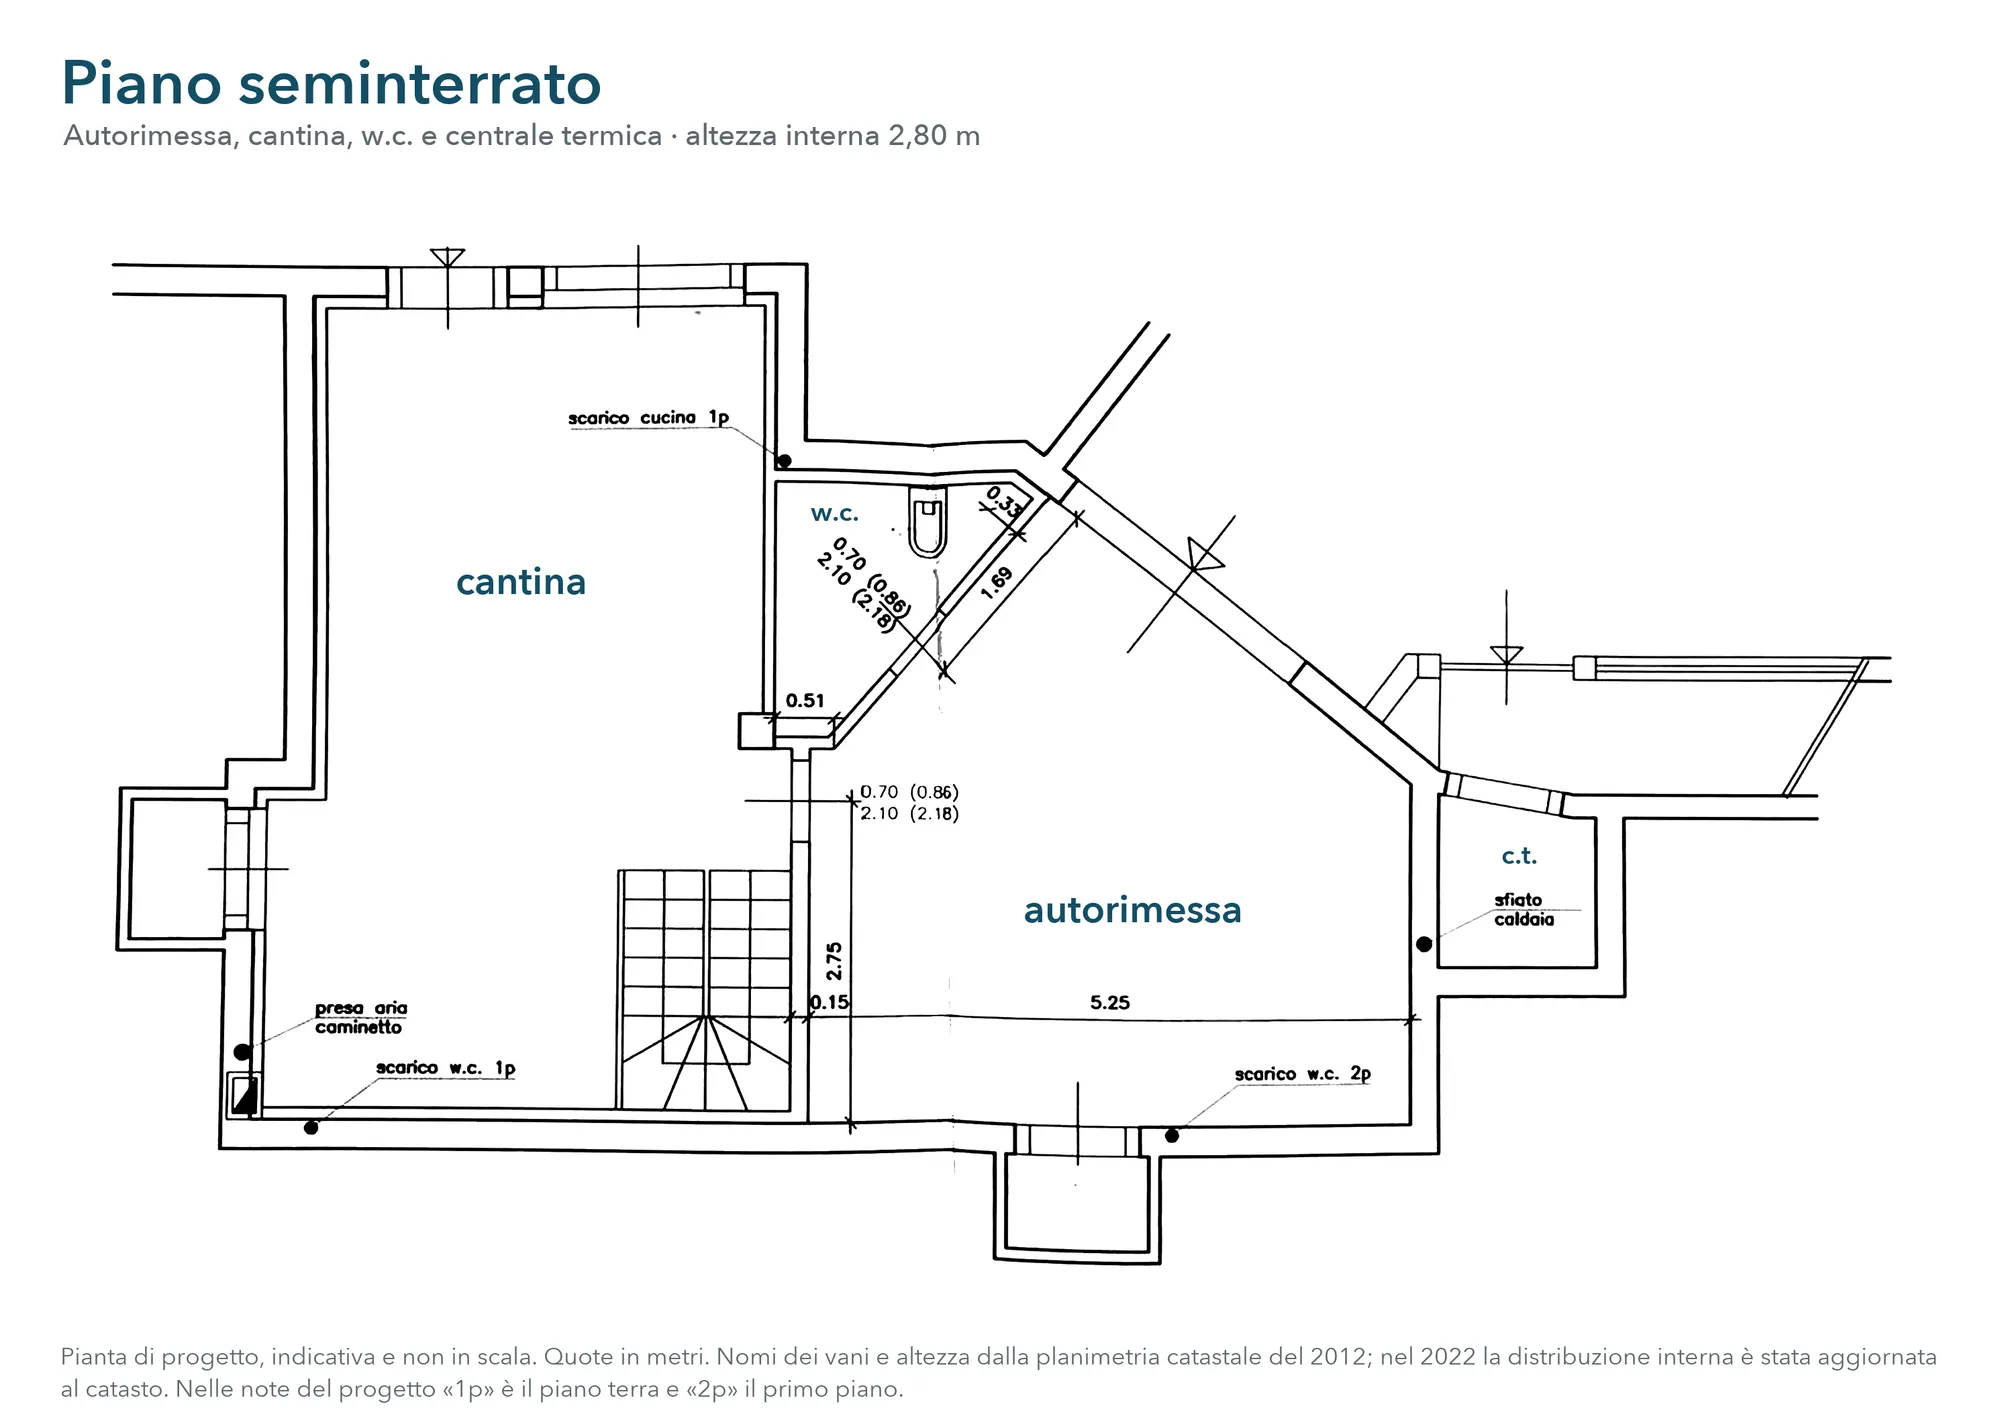 Piano seminterrato
Autorimessa, cantina, w.c. e centrale termica · altezza interna 2,80 m
scarico cucina 1p
w.c.
0.33
0.70 (0.86)
2.10 (2.18)
1.69
cantina
0.51
0.70 (0.86)
2.10 (2.18)
c.t.
sfiato
caldaia
autorimessa
2.75
0.15
5.25
presa aria
caminetto
scarico w.c. 1p
scarico w.c. 2p
Pianta di progetto, indicativa e non in scala. Quote in metri. Nomi dei vani e altezza dalla planimetria catastale del 2012; nel 2022 la distribuzione interna è stata aggiornata
al catasto. Nelle note del progetto «1p» è il piano terra e «2p» il primo piano.